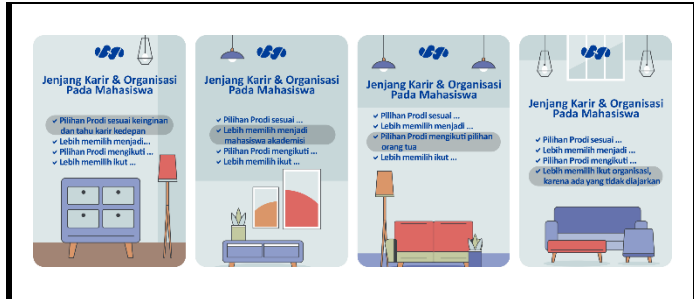 Jenjang Karir & Organisasi
Pada Mahasiswa
Pilihan Prodi sesuai keinginan
dan tahu karir kedepan
Lebih memilih menjadi...
Pilihan Prodi mengikuti ...
Lebih memilih ikut ...
Jenjang Karir & Organisasi
Pada Mahasiswa
Pilihan Prodi sesuai ...
Lebih memilih menjadi
mahasiswa akademisi
Pilihan Prodi mengikuti ...
Lebih memilih ikut ...
Jenjang Karir & Organisasi
Pada Mahasiswa
Pilihan Prodi sesuai ...
Lebih memilih menjadi ...
Pilihan Prodi mengikuti pilihan
orang tua
Lebih memilih ikut ...
Jenjang Karir & Organisasi
Pada Mahasiswa
Pilihan Prodi sesuai ...
Lebih memilih menjadi ...
Pilihan Prodi mengikuti ...
Lebih memilih ikut organisasi,
karena ada yang tidak diajarkan